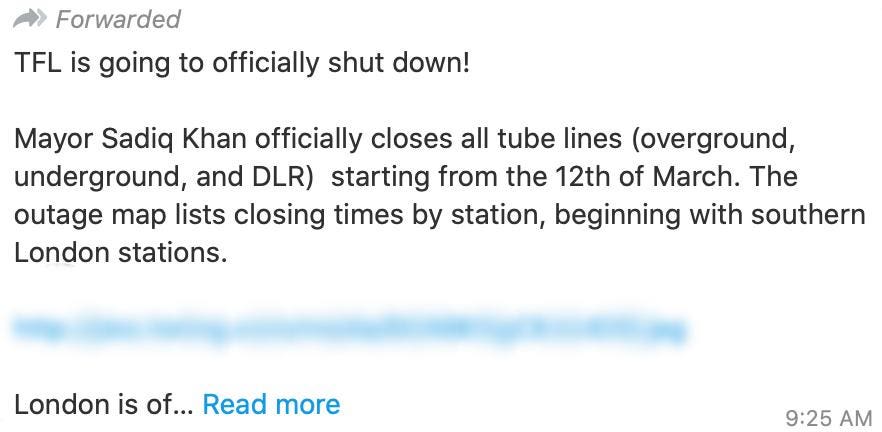 Forwarded
TFL is going to officially shut down!
Mayor Sadiq Khan officially closes all tube lines (overground,
underground, and DLR)  starting from the 12th of March. The
outage map lists closing times by station, beginning with southern
London stations.
London is of... Read more
9:25 AM